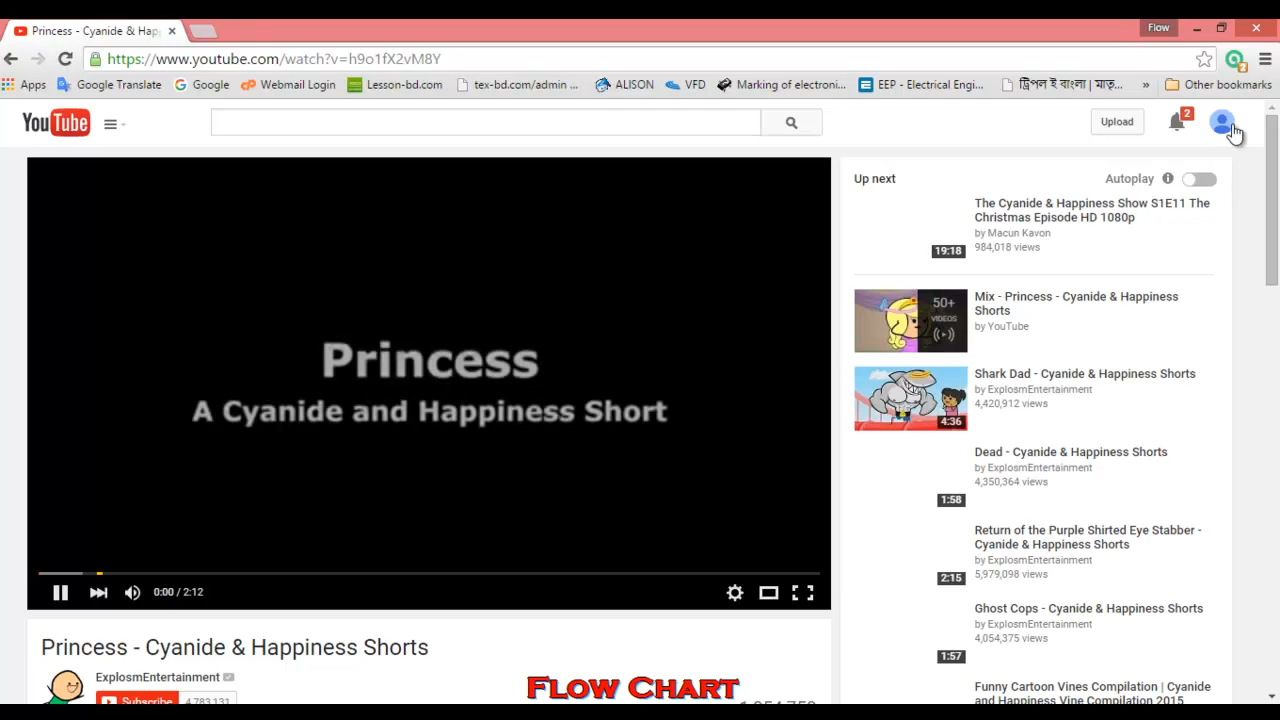 Princess - Cyanide & Hap
Flow
https://www.youtube.com/watch?v=h9o1fX2vM8Y
Apps Google Translate Google Webmail Login Lesson-bd.com tex-bd.com/admin ... ALISON VFD Marking of electroni... EEP - Electrical Engi... ট্রিপল ই বাংলা | মাতৃ... » Other bookmarks
YouTube
Upload
2
Princess
A Cyanide and Happiness Short
0:00 / 2:12
Princess - Cyanide & Happiness Shorts
ExplosmEntertainment
Subscribe 4,783,131
FLOW CHART
Up next
Autoplay
The Cyanide & Happiness Show S1E11 The
Christmas Episode HD 1080p
by Macun Kavon
984,018 views
19:18
Mix - Princess - Cyanide & Happiness
Shorts
by YouTube
50+
VIDEOS
Shark Dad - Cyanide & Happiness Shorts
by ExplosmEntertainment
4,420,912 views
4:36
Dead - Cyanide & Happiness Shorts
by ExplosmEntertainment
4,350,364 views
1:58
Return of the Purple Shirted Eye Stabber -
Cyanide & Happiness Shorts
by ExplosmEntertainment
5,979,098 views
2:15
Ghost Cops - Cyanide & Happiness Shorts
by ExplosmEntertainment
4,054,375 views
1:57
Funny Cartoon Vines Compilation | Cyanide
and Happiness Vine Compilation 2015